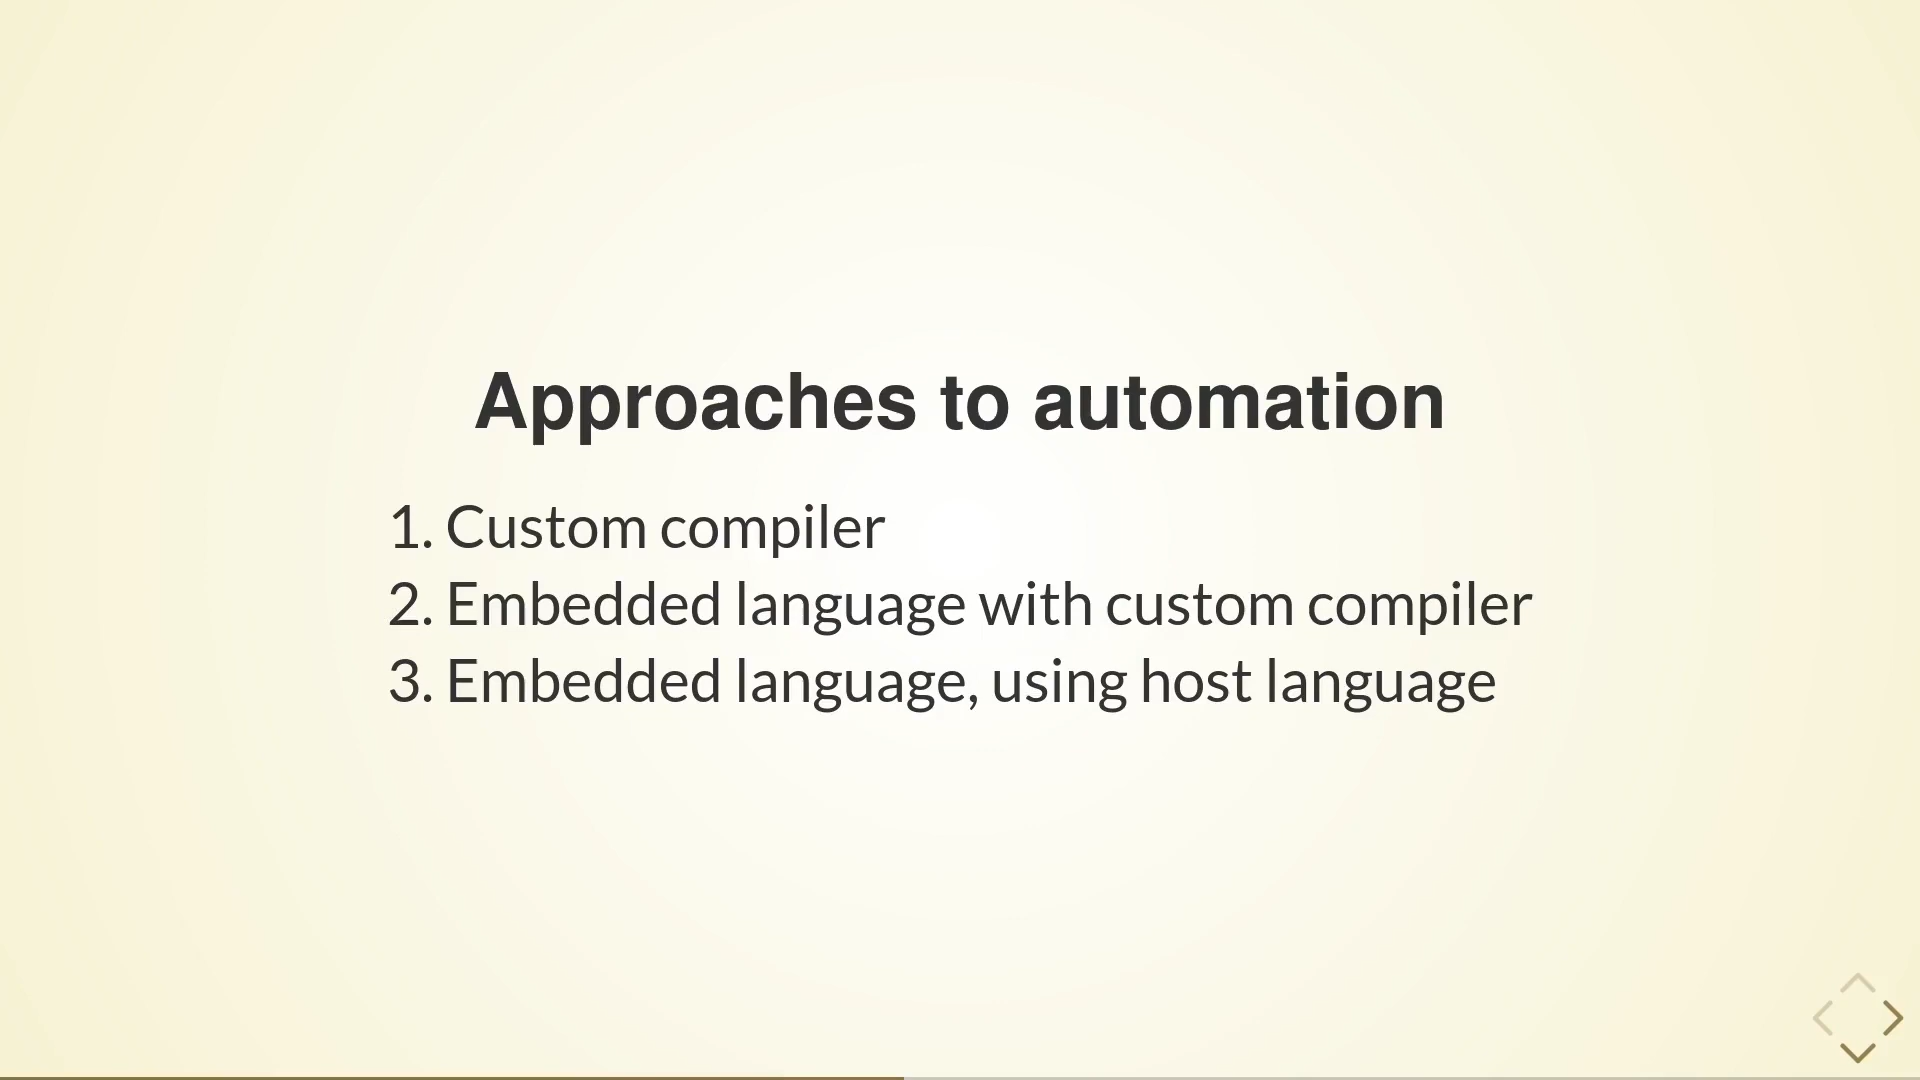 Approaches to automation
1. Custom compiler
2. Embedded language with custom compiler
3. Embedded language, using host language